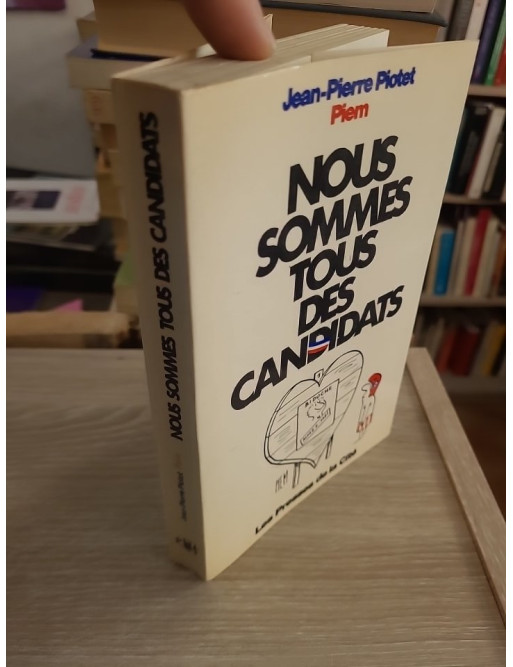 Jean-Pierre Piotet
Piem
NOUS
SOMMES
TOUS
DES
CANDIDATS
PIEM
Les Presses de la Cité
NOUS SOMMES TOUS DES CANDIDATS